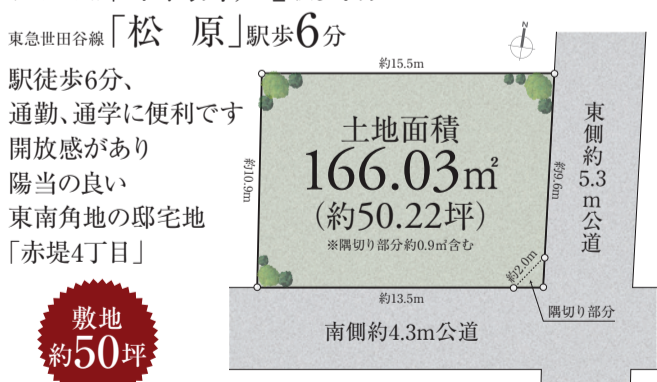 東急世田谷線「松 原」駅歩6分
駅徒歩6分、
通勤、通学に便利です
開放感があり
陽当の良い
東南角地の邸宅地
「赤堤4丁目」
敷地
約50坪
N
約15.5m
約10.9m
土地面積
166.03㎡
(約50.22坪)
※隅切り部分約0.9㎡含む
約9.6m
東側約5.3m公道
約2.0m
約13.5m
隅切り部分
南側約4.3m公道